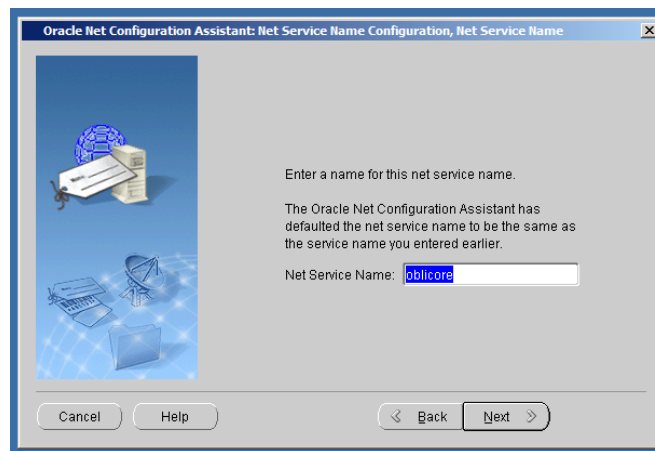 Oracle Net Configuration Assistant: Net Service Name Configuration, Net Service Name
Enter a name for this net service name.
The Oracle Net Configuration Assistant has
defaulted the net service name to be the same as
the service name you entered earlier.
Net Service Name: oblicore
Cancel Help Back Next